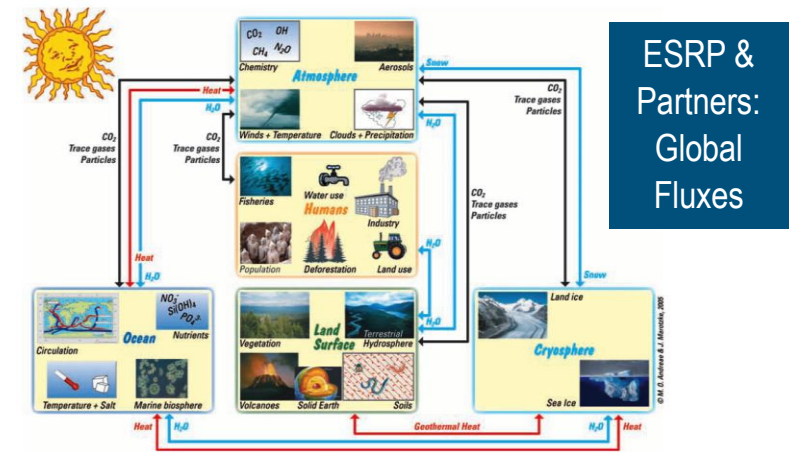 ESRP &
Partners:
Global
Fluxes
CO₂ OH
CH₄ N₂O
Chemistry
Aerosols
Atmosphere
Winds + Temperature
Clouds + Precipitation
Snow
Heat
H₂O
H₂O
CO₂
Trace gases
Particles
CO₂
Trace gases
Particles
CO₂
Trace gases
Particles
CO₂
Trace gases
Particles
Fisheries
Water use
Humans
Industry
Population
Deforestation
Land use
H₂O
Heat
H₂O
Snow
NO₃⁻
Si(OH)₄
PO₄³⁻
Ocean
Nutrients
Circulation
Temperature + Salt
Marine biosphere
Vegetation
Land
Surface
Terrestrial
Hydrosphere
Volcanoes
Solid Earth
Soils
H₂O
Land ice
Cryosphere
Sea Ice
© M. O. Andreae & J. Marotzke, 2005
Heat
H₂O
Geothermal Heat
H₂O
Heat